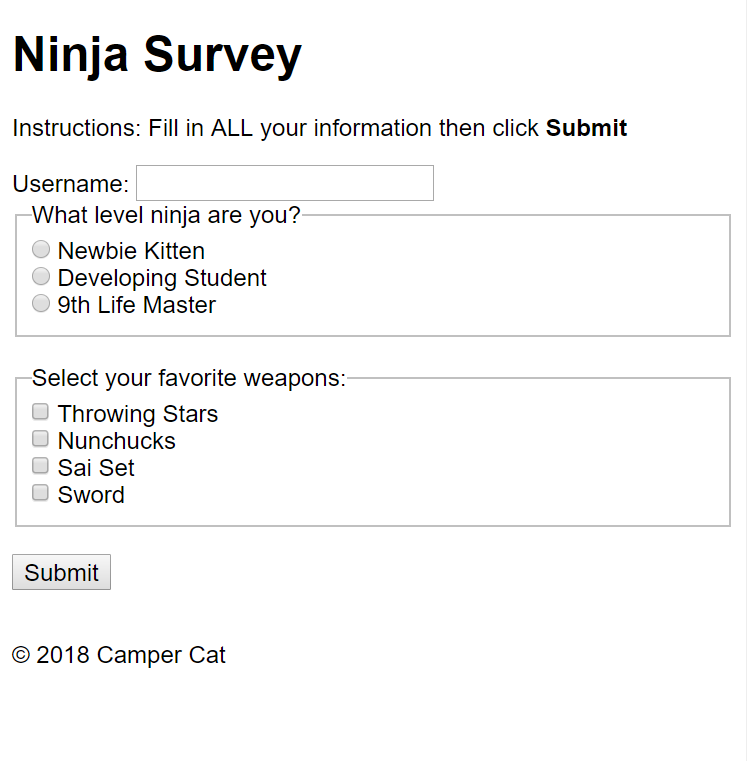 Ninja Survey
Instructions: Fill in ALL your information then click Submit
Username:
What level ninja are you?
Newbie Kitten
Developing Student
9th Life Master
Select your favorite weapons:
Throwing Stars
Nunchucks
Sai Set
Sword
Submit
© 2018 Camper Cat